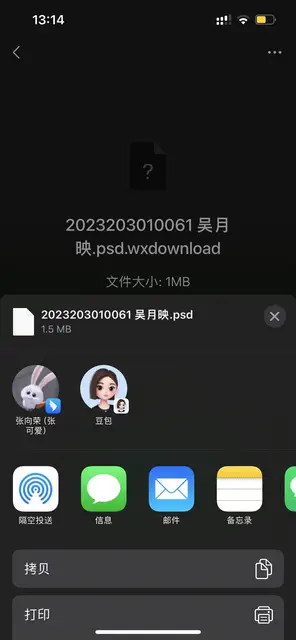 13:14
2023203010061 吴月
映.psd.wxdownload
文件大小: 1MB
2023203010061 吴月映.psd
1.5 MB
张向荣 (张
可爱)
豆包
隔空投送
信息
邮件
备忘录
拷贝
打印